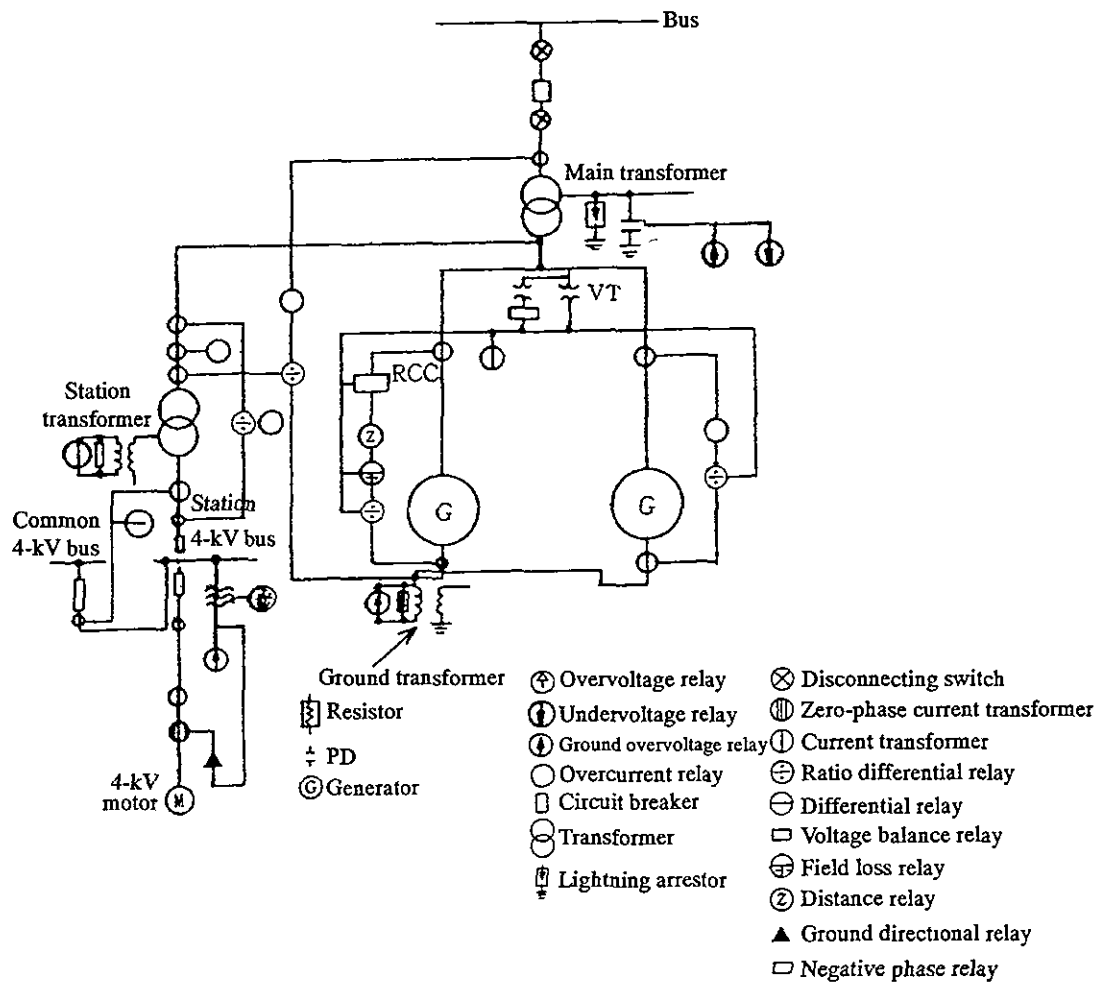 Bus
Main transformer
VT
RCC
Station
transformer
Z
G
G
Station
Common
4-kV bus
4-kV bus
Ground transformer
Resistor
PD
G Generator
4-kV
motor
M
Overvoltage relay
Undervoltage relay
Ground overvoltage relay
Overcurrent relay
Circuit breaker
Transformer
Lightning arrestor
Disconnecting switch
Zero-phase current transformer
Current transformer
Ratio differential relay
Differential relay
Voltage balance relay
Field loss relay
Z Distance relay
Ground directional relay
Negative phase relay